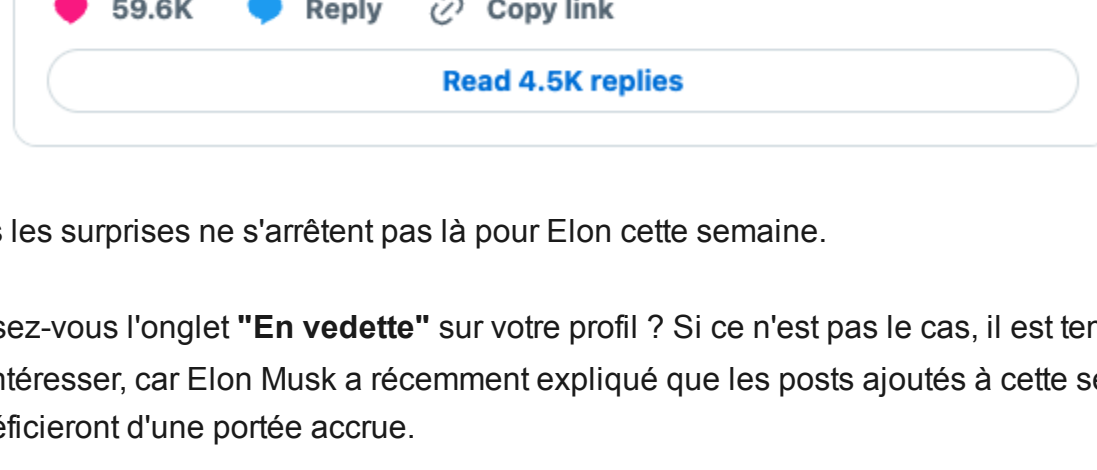 59.6K Reply Copy link
Read 4.5K replies
les surprises ne s'arrêtent pas là pour Elon cette semaine.
sez-vous l'onglet "En vedette" sur votre profil ? Si ce n'est pas le cas, il est
ntéresser, car Elon Musk a récemment expliqué que les posts ajoutés à cette
éficieront d'une portée accrue.